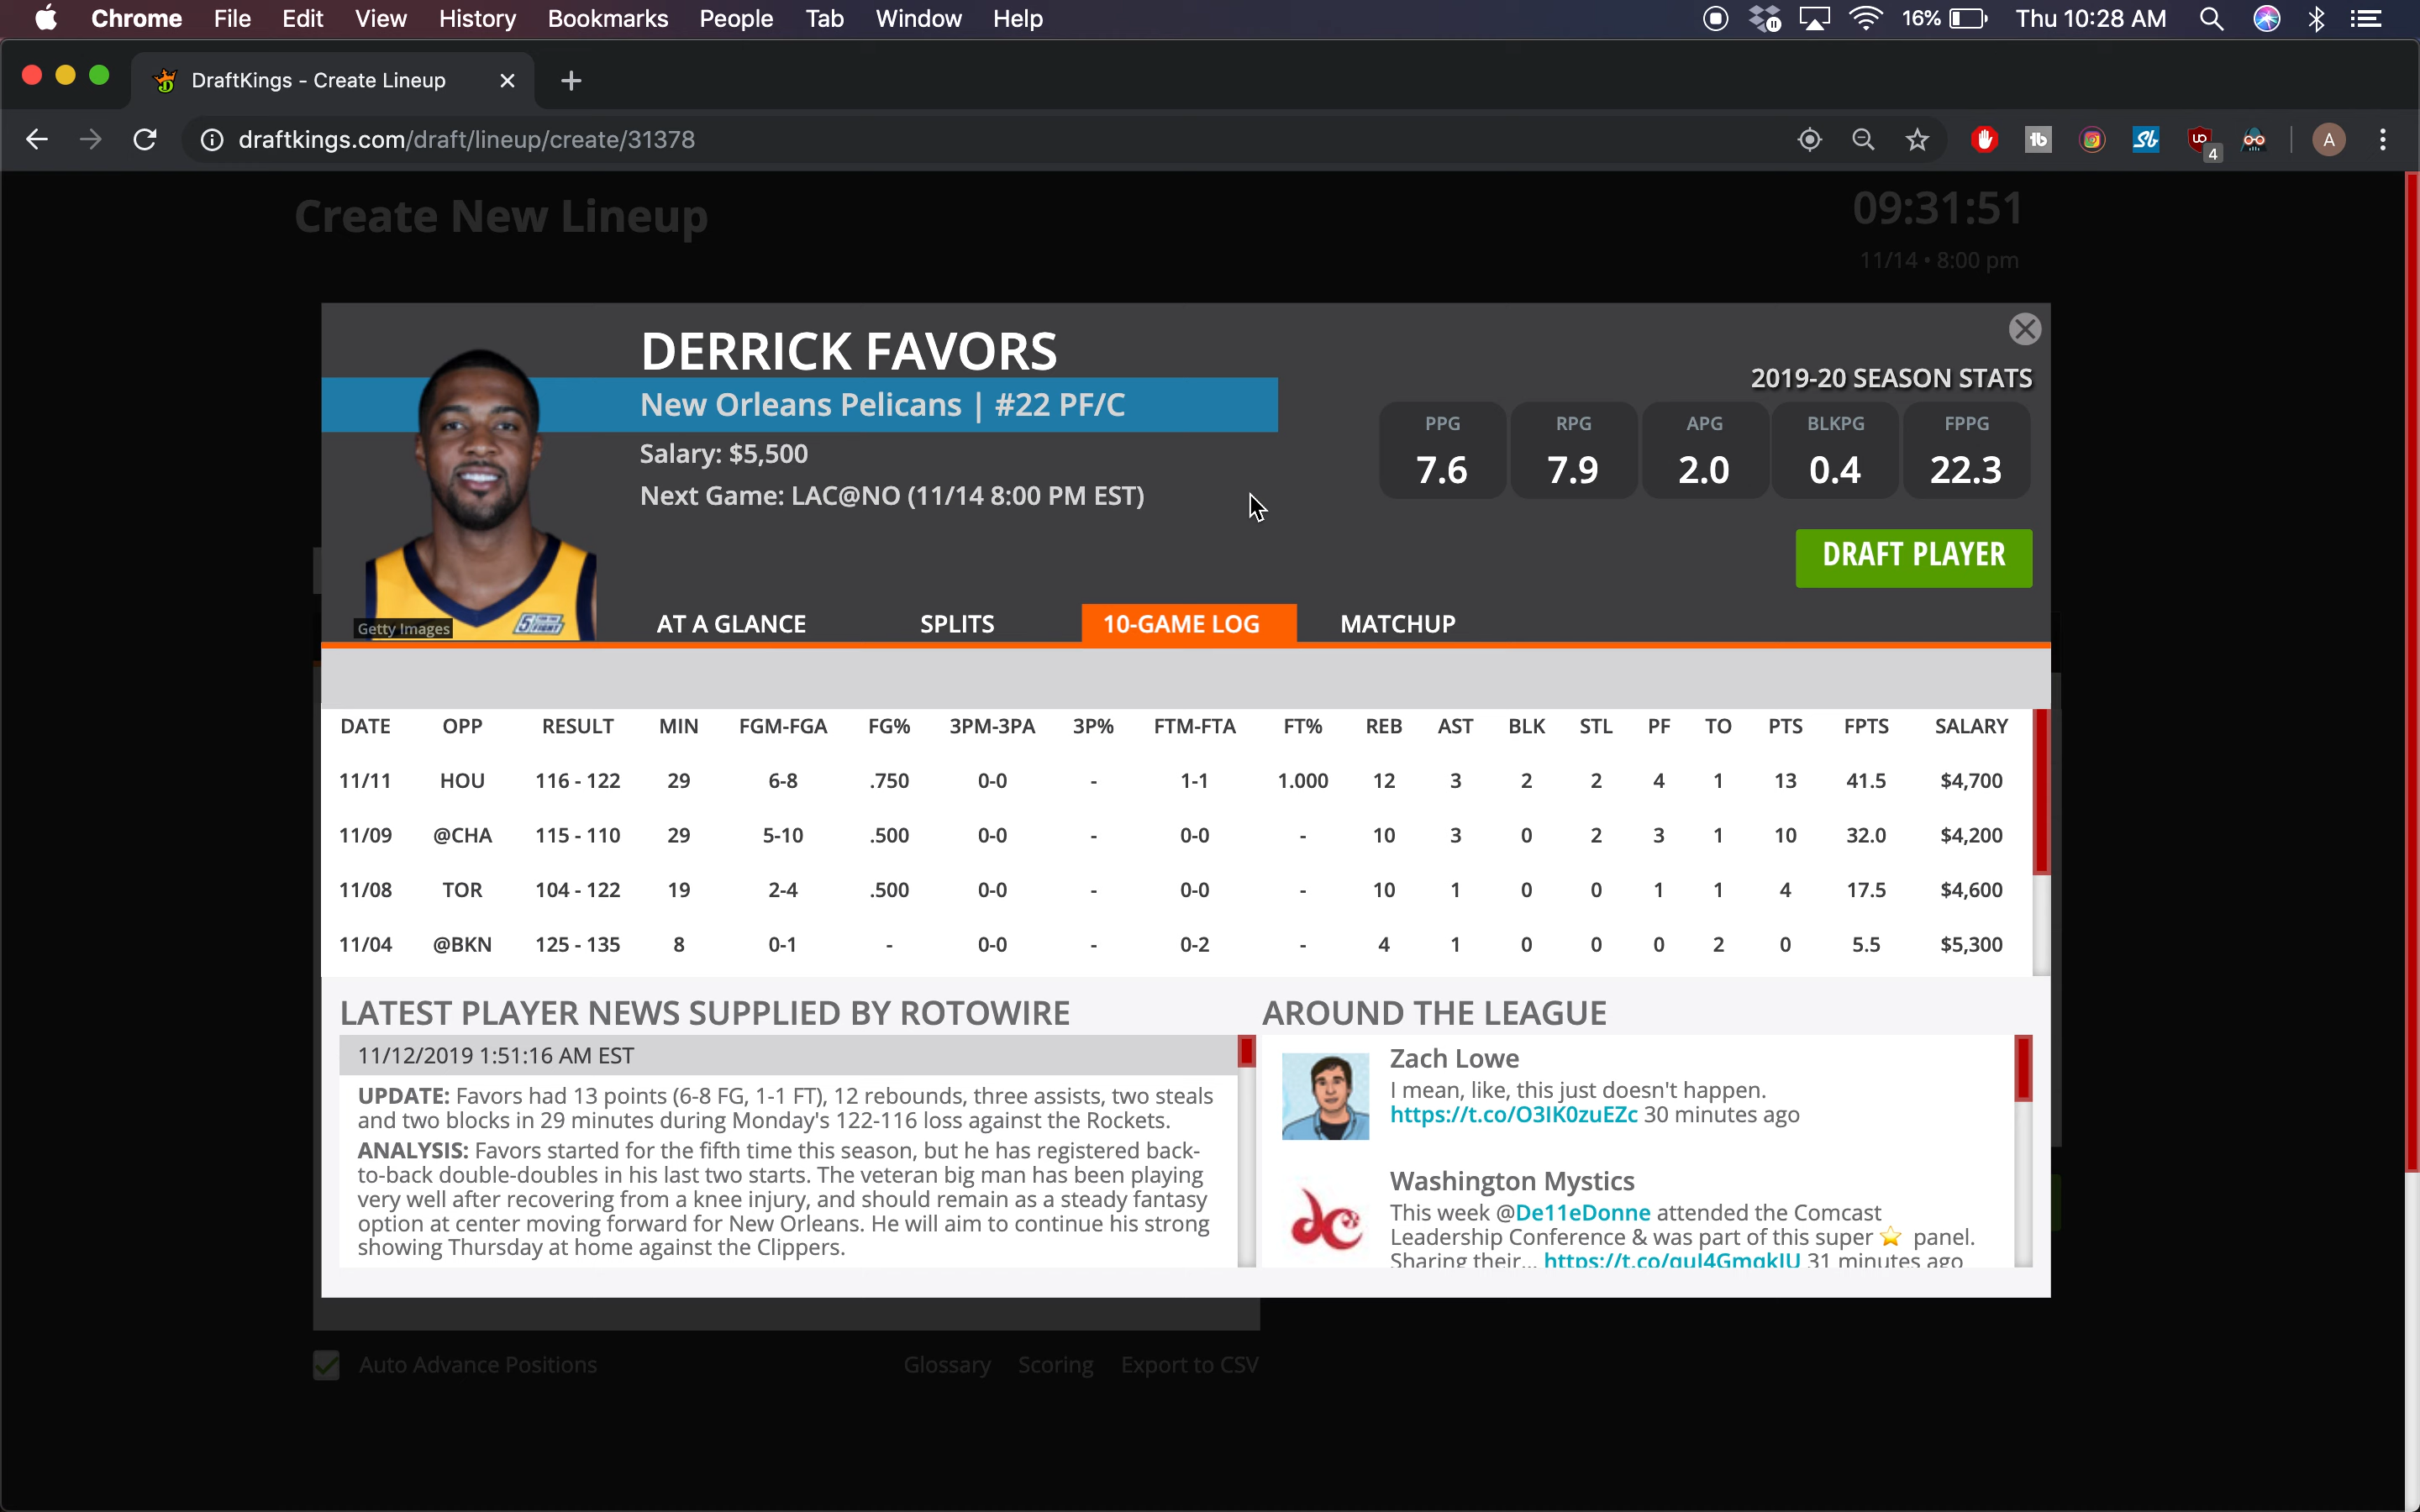 Chrome File Edit View History Bookmarks People Tab Window Help 16% Thu 10:28 AM
DraftKings - Create Lineup
draftkings.com/draft/lineup/create/31378
4
A
Create New Lineup
09:31:51
11/14 • 8:00 pm
DERRICK FAVORS
New Orleans Pelicans | #22 PF/C
Salary: $5,500
Next Game: LAC@NO (11/14 8:00 PM EST)
2019-20 SEASON STATS
PPG RPG APG BLKPG FPPG
7.6 7.9 2.0 0.4 22.3
DRAFT PLAYER
Getty Images
AT A GLANCE SPLITS 10-GAME LOG MATCHUP
DATE OPP RESULT MIN FGM-FGA FG% 3PM-3PA 3P% FTM-FTA FT% REB AST BLK STL PF TO PTS FPTS SALARY
11/11 HOU 116 - 122 29 6-8 .750 0-0 - 1-1 1.000 12 3 2 2 4 1 13 41.5 $4,700
11/09 @CHA 115 - 110 29 5-10 .500 0-0 - 0-0 - 10 3 0 2 3 1 10 32.0 $4,200
11/08 TOR 104 - 122 19 2-4 .500 0-0 - 0-0 - 10 1 0 0 1 1 4 17.5 $4,600
11/04 @BKN 125 - 135 8 0-1 - 0-0 - 0-2 - 4 1 0 0 0 2 0 5.5 $5,300
LATEST PLAYER NEWS SUPPLIED BY ROTOWIRE
11/12/2019 1:51:16 AM EST
UPDATE: Favors had 13 points (6-8 FG, 1-1 FT), 12 rebounds, three assists, two steals
and two blocks in 29 minutes during Monday's 122-116 loss against the Rockets.
ANALYSIS: Favors started for the fifth time this season, but he has registered back-
to-back double-doubles in his last two starts. The veteran big man has been playing
very well after recovering from a knee injury, and should remain as a steady fantasy
option at center moving forward for New Orleans. He will aim to continue his strong
showing Thursday at home against the Clippers.
AROUND THE LEAGUE
Zach Lowe
I mean, like, this just doesn't happen.
https://t.co/O3IK0zuEZc 30 minutes ago
Washington Mystics
This week @De11eDonne attended the Comcast
Leadership Conference & was part of this super ⭐ panel.
Sharing their... 31 minutes ago
Auto Advance Positions
Glossary Scoring Export to CSV